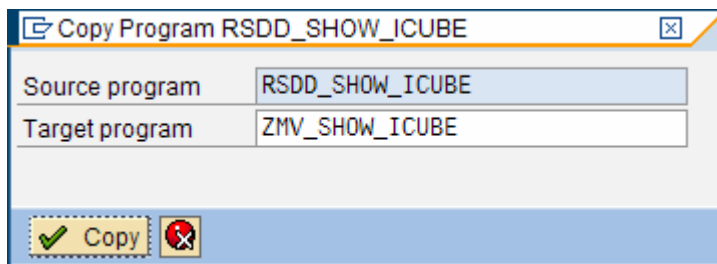 Copy Program RSDD_SHOW_ICUBE
Source program RSDD_SHOW_ICUBE
Target program ZMV_SHOW_ICUBE
Copy